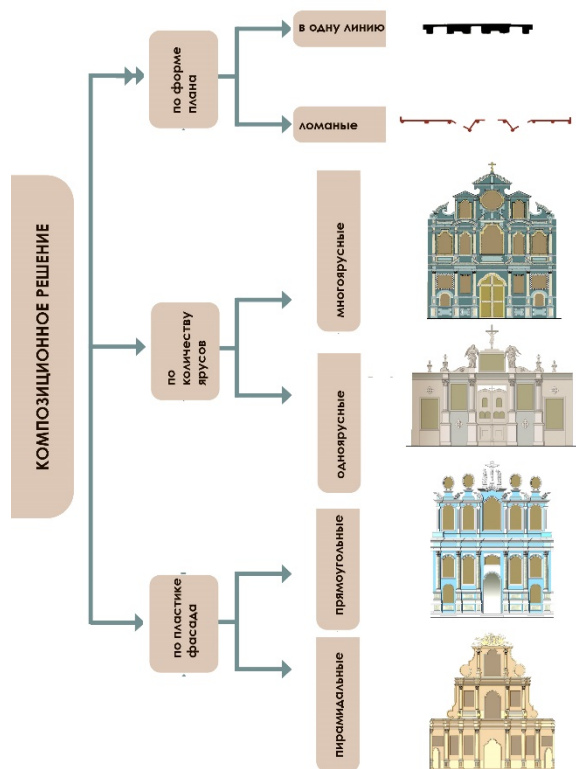 КОМПОЗИЦИОННОЕ РЕШЕНИЕ
по форме
плана
в одну линию
ломаные
по
количеству
ярусов
многоярусные
одноярусные
по пластике
фасада
прямоугольные
пирамидальные